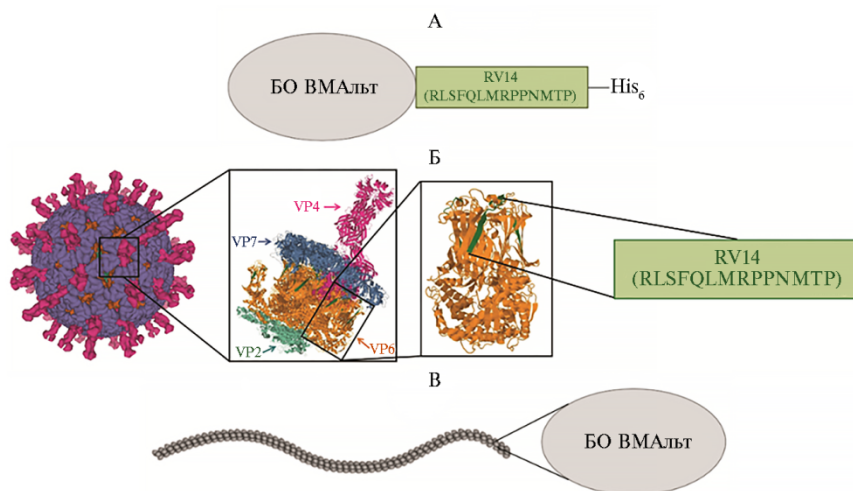 А
БО ВМАльт
RV14
(RLSFQLMRPPNMTP)
His₆
Б
VP4
VP7
VP2
VP6
RV14
(RLSFQLMRPPNMTP)
В
БО ВМАльт